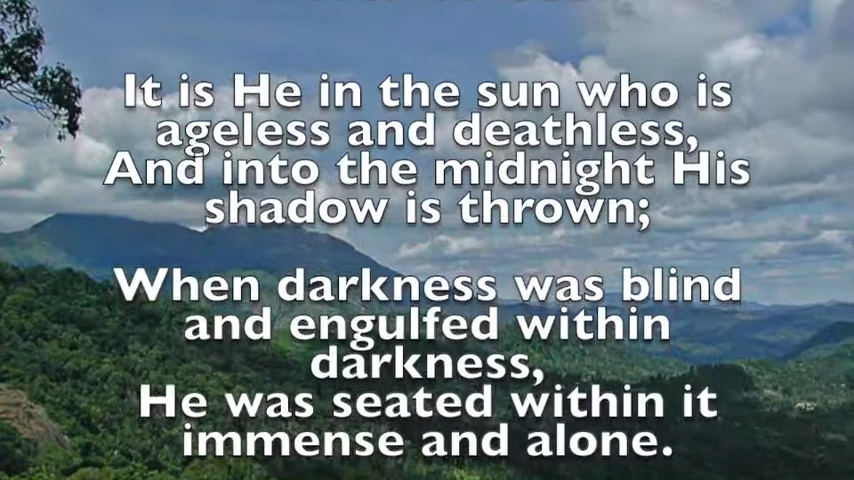 It is He in the sun who is
ageless and deathless,
And into the midnight His
shadow is thrown;
When darkness was blind
and engulfed within
darkness,
He was seated within it
immense and alone.